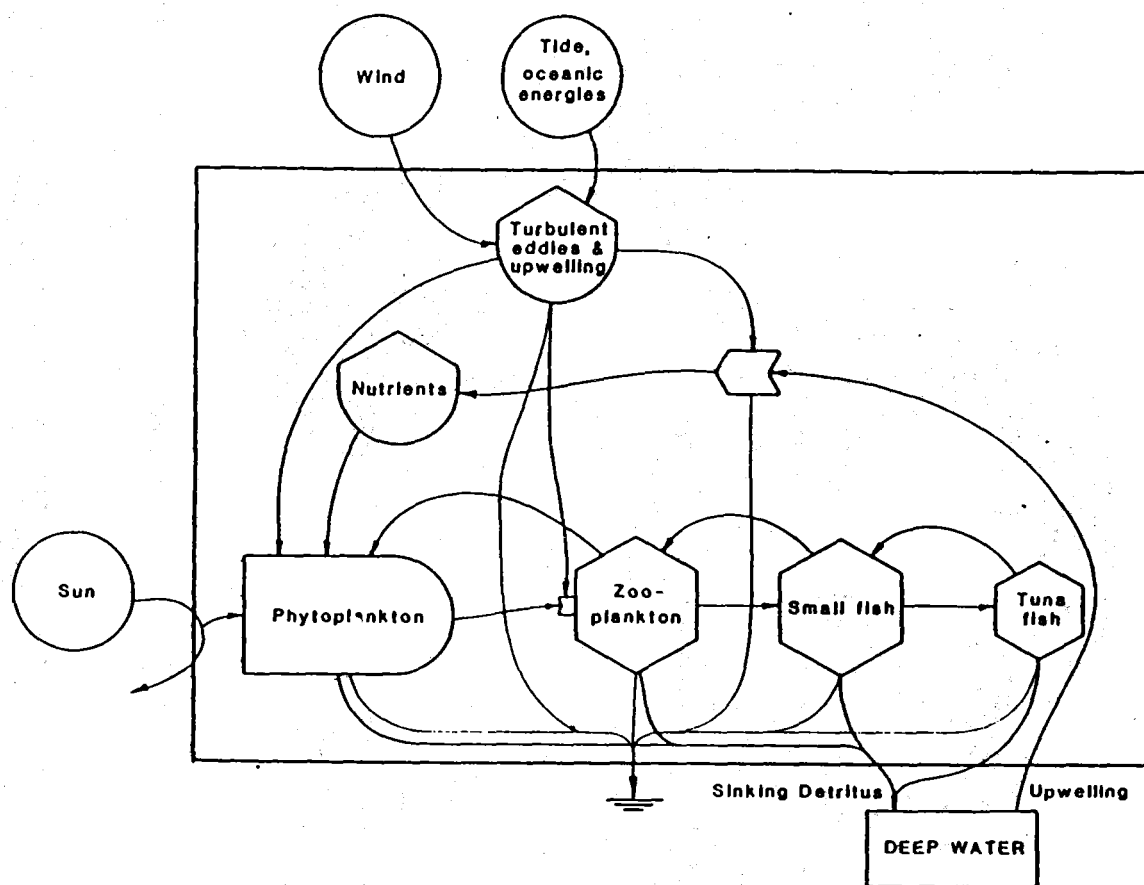 Wind
Tide,
oceanic
energies
Turbulent
eddies &
upwelling
Nutrients
Sun
Phytoplankton
Zoo-
plankton
Small fish
Tuna
fish
Sinking Detritus
Upwelling
DEEP WATER